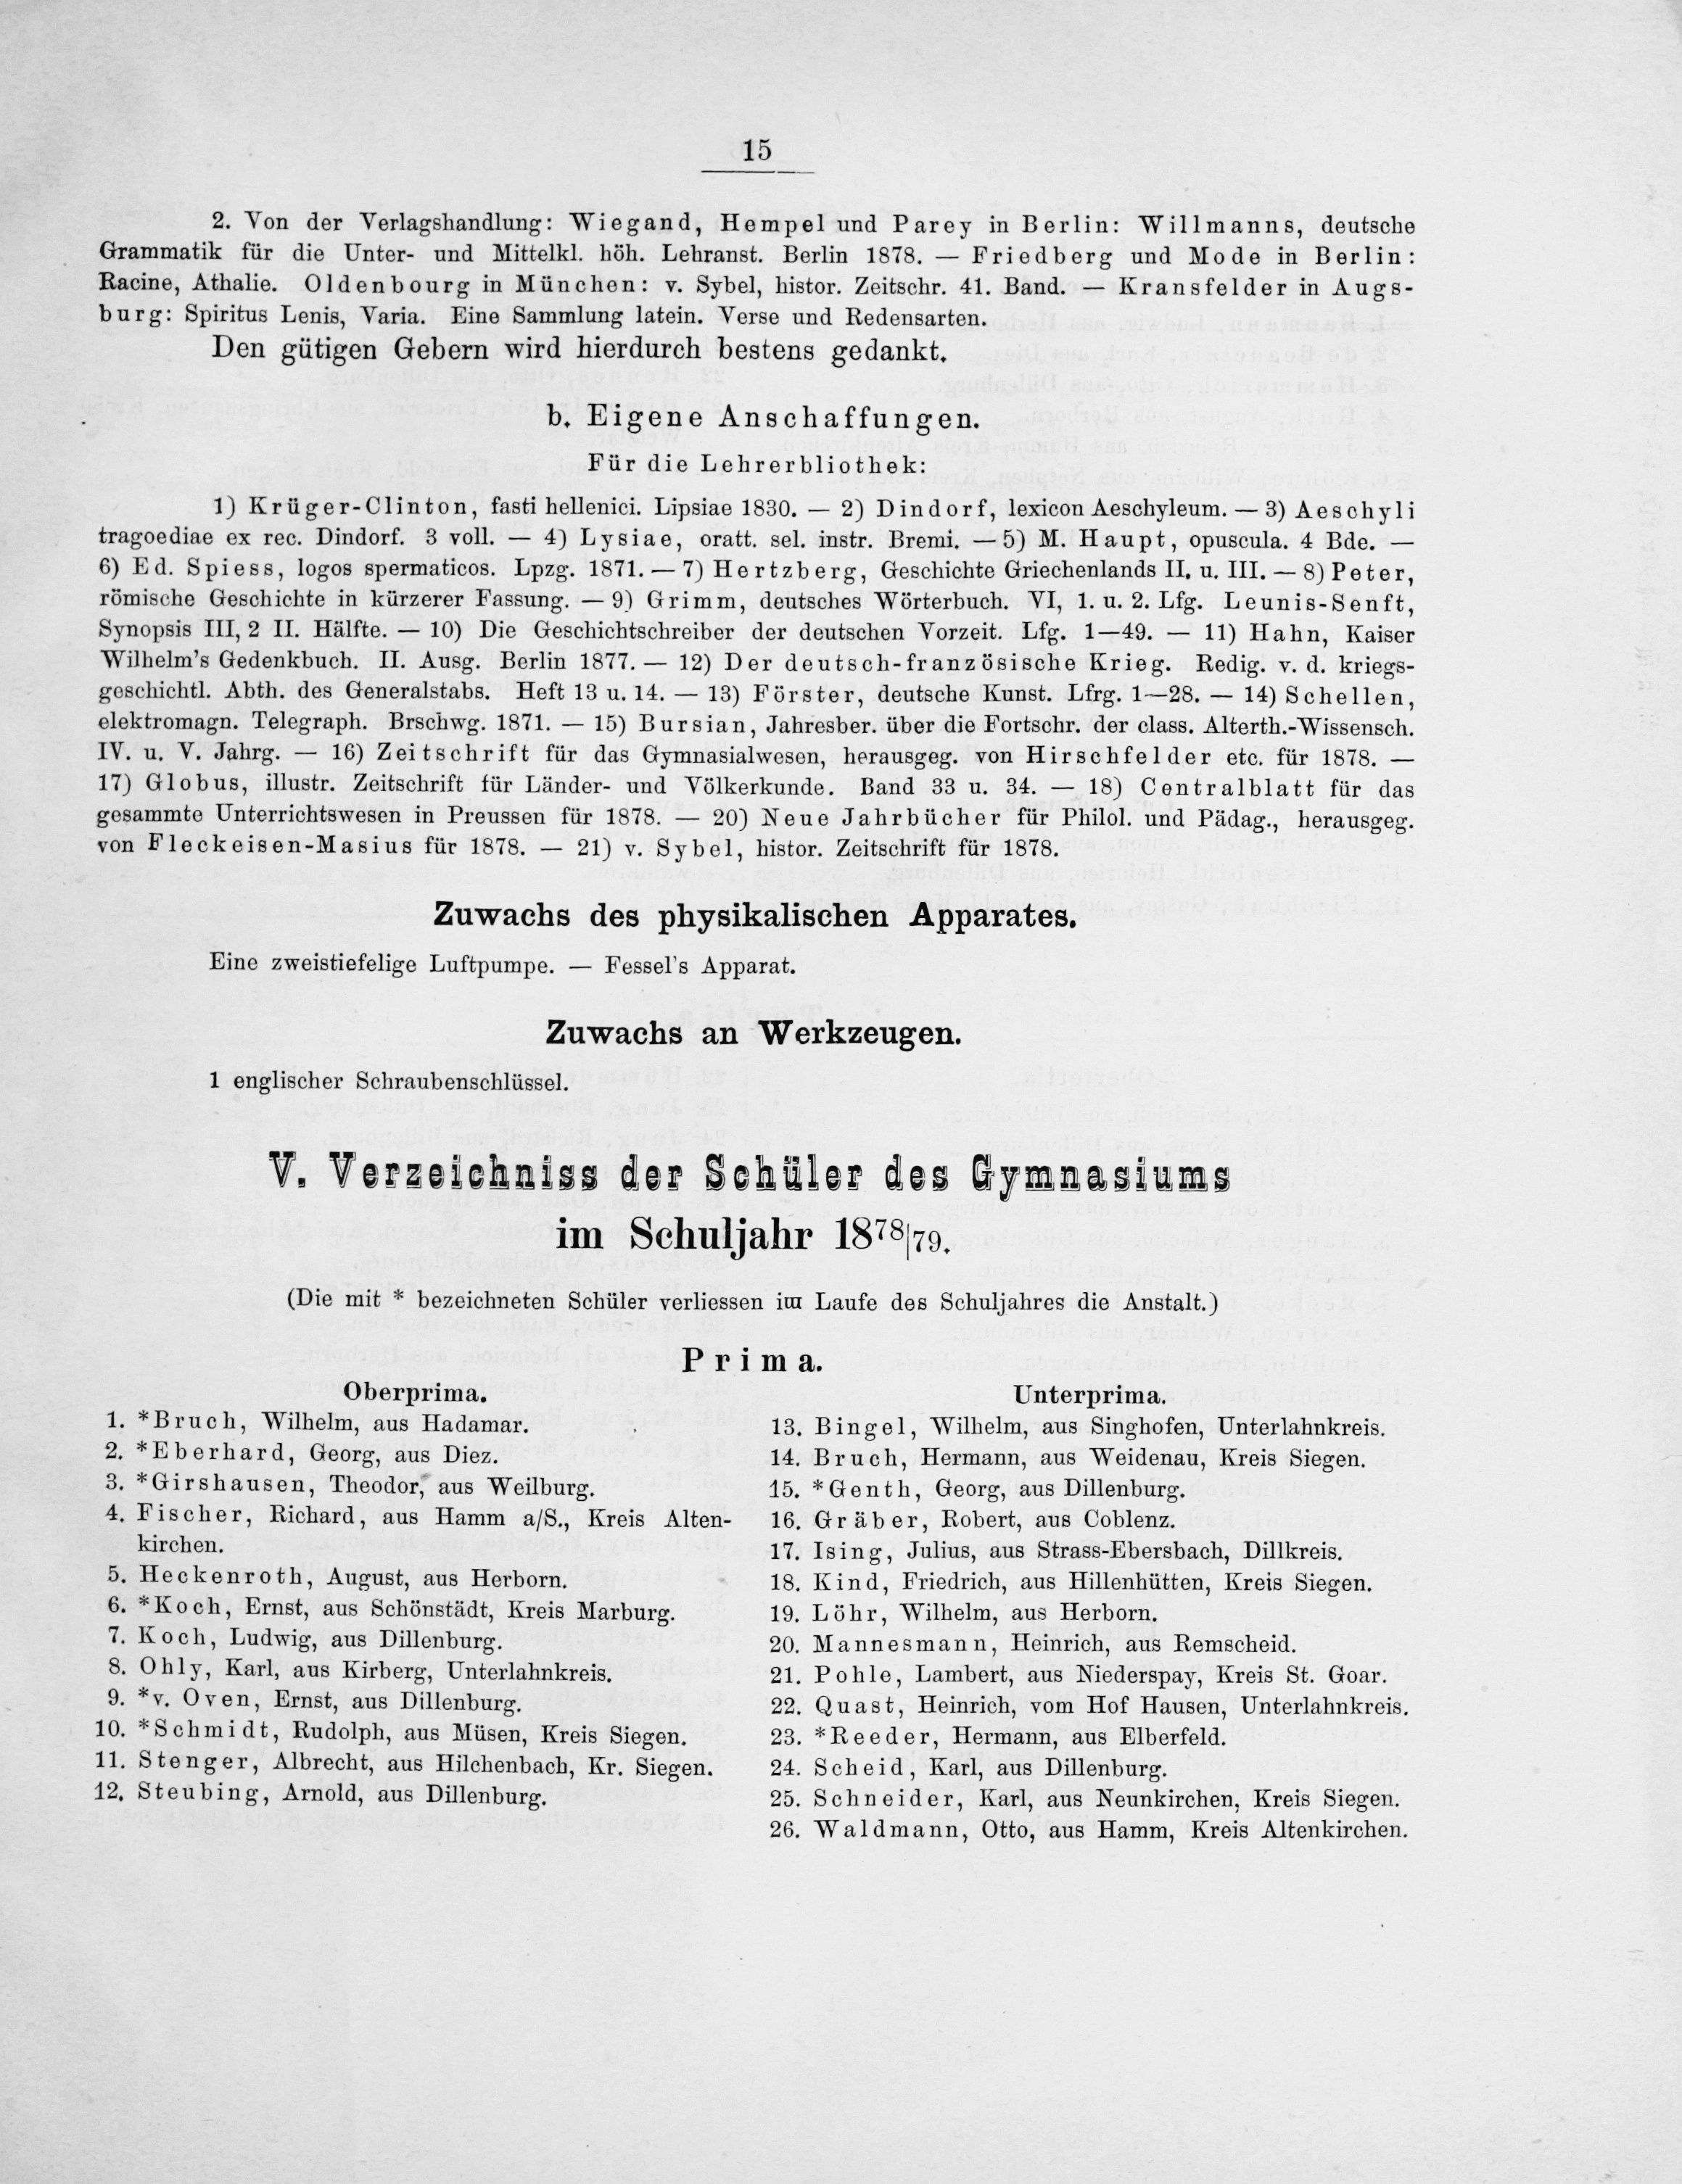 15
2. Von der Verlagshandlung: Wiegand, Hempel und Parey in Berlin: Willmanns, deutsche
Grammatik für die Unter- und Mittelkl. höh. Lehranst. Berlin 1878. — Friedberg und Mode in Berlin:
Racine, Athalie. Oldenbourg in München: v. Sybel, histor. Zeitschr. 41. Band. — Kransfelder in Augs-
burg: Spiritus Lenis, Varia. Eine Sammlung latein. Verse und Redensarten.
Den gütigen Gebern wird hierdurch bestens gedankt.
b. Eigene Anschaffungen.
Für die Lehrerbliothek:
1) Krüger-Clinton, fasti hellenici. Lipsiae 1830. — 2) Dindorf, lexicon Aeschyleum. — 3) Aeschyli
tragoediae ex rec. Dindorf. 3 voll. — 4) Lysiae, oratt. sel. instr. Bremi. — 5) M. Haupt, opuscula. 4 Bde. —
6) Ed. Spiess, logos spermaticos. Lpzg. 1871. — 7) Hertzberg, Geschichte Griechenlands II. u. III. — 8) Peter,
römische Geschichte in kürzerer Fassung. — 9) Grimm, deutsches Wörterbuch. VI, 1. u. 2. Lfg. Leunis-Senft,
Synopsis III, 2 II. Hälfte. — 10) Die Geschichtschreiber der deutschen Vorzeit. Lfg. 1—49. — 11) Hahn, Kaiser
Wilhelm's Gedenkbuch. II. Ausg. Berlin 1877. — 12) Der deutsch-französische Krieg. Redig. v. d. kriegs-
geschichtl. Abth. des Generalstabs. Heft 13 u. 14. — 13) Förster, deutsche Kunst. Lfrg. 1—28. — 14) Schellen,
elektromagn. Telegraph. Brschwg. 1871. — 15) Bursian, Jahresber. über die Fortschr. der class. Alterth.-Wissensch.
IV. u. V. Jahrg. — 16) Zeitschrift für das Gymnasialwesen, herausgeg. von Hirschfelder etc. für 1878. —
17) Globus, illustr. Zeitschrift für Länder- und Völkerkunde. Band 33 u. 34. — 18) Centralblatt für das
gesammte Unterrichtswesen in Preussen für 1878. — 20) Neue Jahrbücher für Philol. und Pädag., herausgeg.
von Fleckeisen-Masius für 1878. — 21) v. Sybel, histor. Zeitschrift für 1878.
Zuwachs des physikalischen Apparates.
Eine zweistiefelige Luftpumpe. — Fessel's Apparat.
Zuwachs an Werkzeugen.
1 englischer Schraubenschlüssel.
V. Verzeichniss der Schüler des Gymnasiums
im Schuljahr 1878|79.
(Die mit * bezeichneten Schüler verliessen im Laufe des Schuljahres die Anstalt.)
Prima.
Oberprima.
1. *Bruch, Wilhelm, aus Hadamar.
2. *Eberhard, Georg, aus Diez.
3. *Girshausen, Theodor, aus Weilburg.
4. Fischer, Richard, aus Hamm a/S., Kreis Alten-
kirchen.
5. Heckenroth, August, aus Herborn.
6. *Koch, Ernst, aus Schönstädt, Kreis Marburg.
7. Koch, Ludwig, aus Dillenburg.
8. Ohly, Karl, aus Kirberg, Unterlahnkreis.
9. *v. Oven, Ernst, aus Dillenburg.
10. *Schmidt, Rudolph, aus Müsen, Kreis Siegen.
11. Stenger, Albrecht, aus Hilchenbach, Kr. Siegen.
12. Steubing, Arnold, aus Dillenburg.
Unterprima.
13. Bingel, Wilhelm, aus Singhofen, Unterlahnkreis.
14. Bruch, Hermann, aus Weidenau, Kreis Siegen.
15. *Genth, Georg, aus Dillenburg.
16. Gräber, Robert, aus Coblenz.
17. Ising, Julius, aus Strass-Ebersbach, Dillkreis.
18. Kind, Friedrich, aus Hillenhütten, Kreis Siegen.
19. Löhr, Wilhelm, aus Herborn.
20. Mannesmann, Heinrich, aus Remscheid.
21. Pohle, Lambert, aus Niederspay, Kreis St. Goar.
22. Quast, Heinrich, vom Hof Hausen, Unterlahnkreis.
23. *Reeder, Hermann, aus Elberfeld.
24. Scheid, Karl, aus Dillenburg.
25. Schneider, Karl, aus Neunkirchen, Kreis Siegen.
26. Waldmann, Otto, aus Hamm, Kreis Altenkirchen.